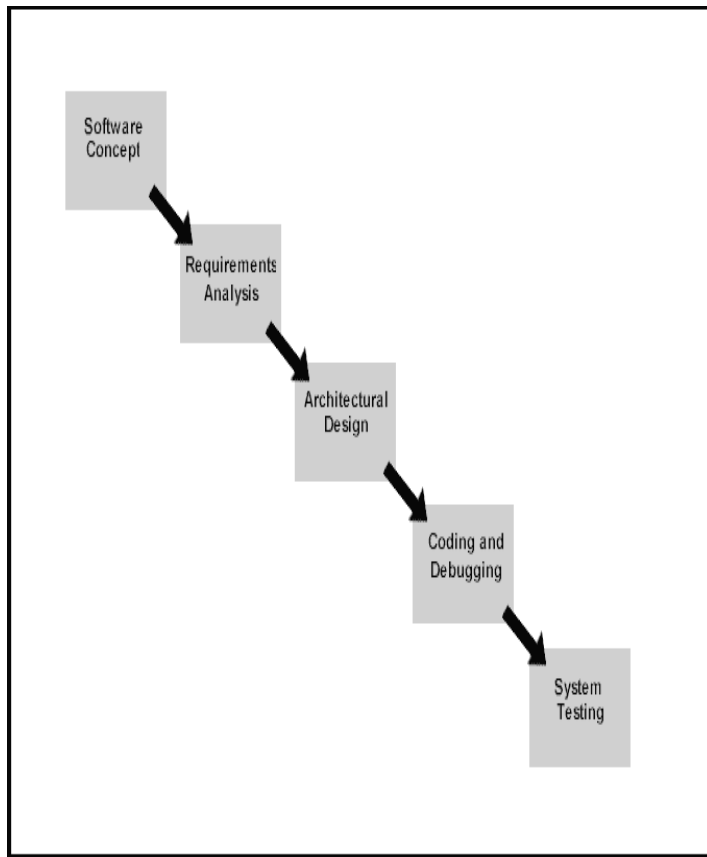 Software
Concept
Requirements
Analysis
Architectural
Design
Coding and
Debugging
System
Testing